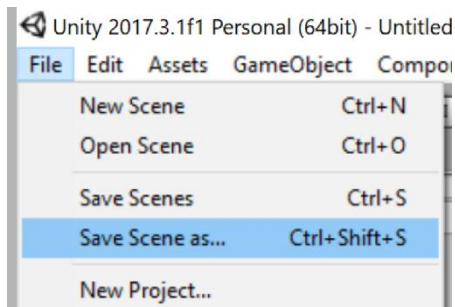 Unity 2017.3.1f1 Personal (64bit) - Untitled
File Edit Assets GameObject Compo
New Scene Ctrl+N
Open Scene Ctrl+O
Save Scenes Ctrl+S
Save Scene as... Ctrl+Shift+S
New Project...